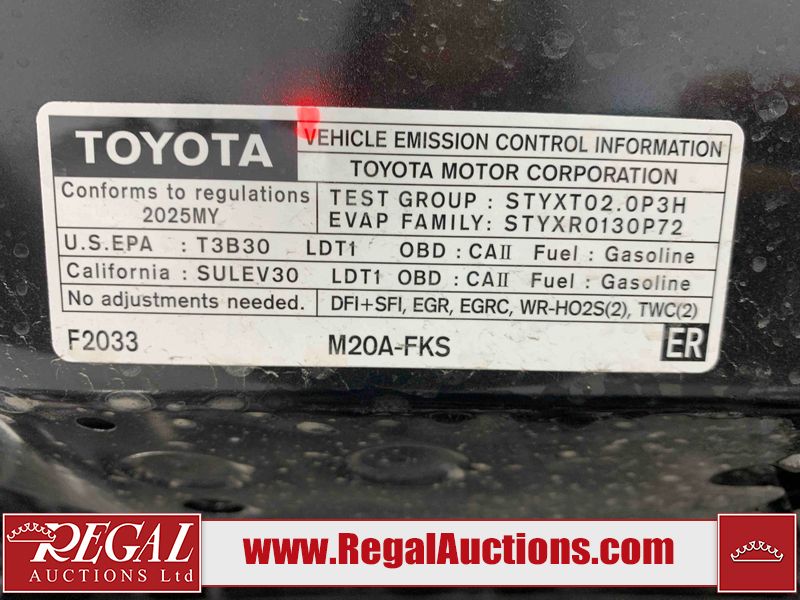 TOYOTA
VEHICLE EMISSION CONTROL INFORMATION
TOYOTA MOTOR CORPORATION
Conforms to regulations
2025MY
TEST GROUP : STYXT02.0P3H
EVAP FAMILY: STYXR0130P72
U.S.EPA : T3B30 LDT1 OBD : CAII Fuel : Gasoline
California : SULEV30 LDT1 OBD : CAII Fuel : Gasoline
No adjustments needed. DFI+SFI, EGR, EGRC, WR-HO2S(2), TWC(2)
F2033 M20A-FKS ER
REGAL
AUCTIONS Ltd
www.RegalAuctions.com